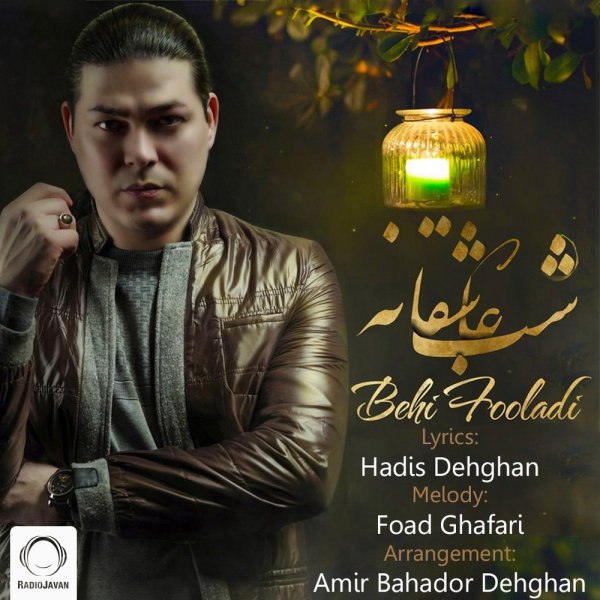 شب عاشقانه
Behi Fooladi
Lyrics:
Hadis Dehghan
Melody:
Foad Ghafari
Arrangement:
Amir Bahador Dehghan
RADIOJAVAN